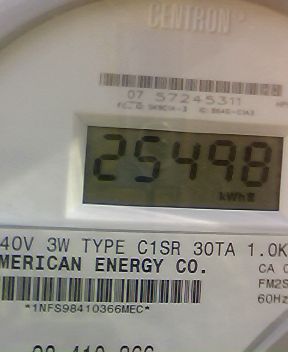 CENTRON
07 57245311
25498
kWh
40V 3W TYPE C1SR 30TA 1.0K
MERICAN ENERGY CO.
CA
FM2S
60Hz
*1NFS98410366MEC*